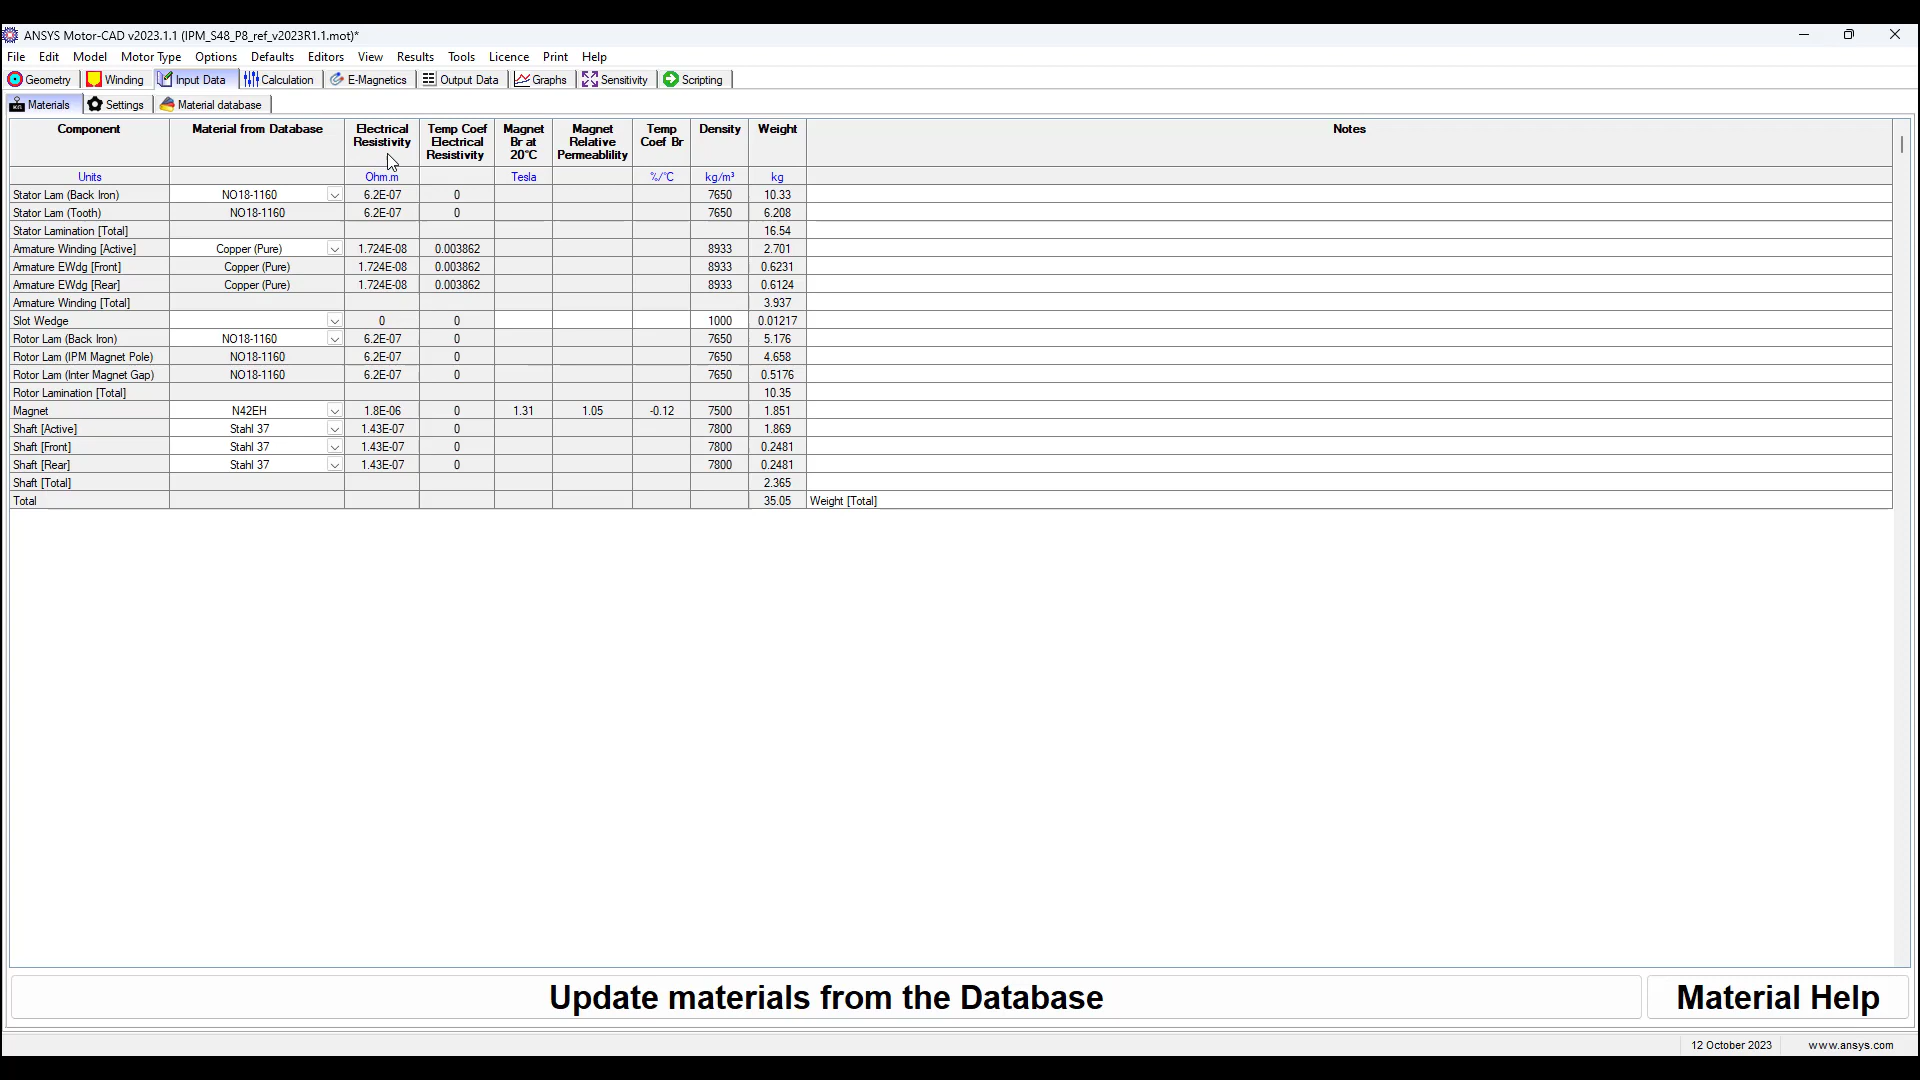 ANSYS Motor-CAD v2023.1.1 (IPM_S48_P8_ref_v2023R1.1.mot)*
File Edit Model Motor Type Options Defaults Editors View Results Tools Licence Print Help
Geometry Winding Input Data Calculation E-Magnetics Output Data Graphs Sensitivity Scripting
Materials Settings Material database
Component Material from Database Electrical Resistivity Temp Coef Electrical Resistivity Magnet Br at 20°C Magnet Relative Permeablility Temp Coef Br Density Weight Notes
Units Ohm.m Tesla %/°C kg/m³ kg
Stator Lam (Back Iron) NO18-1160 6.2E-07 0 7650 10.33
Stator Lam (Tooth) NO18-1160 6.2E-07 0 7650 6.208
Stator Lamination [Total] 16.54
Armature Winding [Active] Copper (Pure) 1.724E-08 0.003862 8933 2.701
Armature EWdg [Front] Copper (Pure) 1.724E-08 0.003862 8933 0.6231
Armature EWdg [Rear] Copper (Pure) 1.724E-08 0.003862 8933 0.6124
Armature Winding [Total] 3.937
Slot Wedge 0 0 1000 0.01217
Rotor Lam (Back Iron) NO18-1160 6.2E-07 0 7650 5.176
Rotor Lam (IPM Magnet Pole) NO18-1160 6.2E-07 0 7650 4.658
Rotor Lam (Inter Magnet Gap) NO18-1160 6.2E-07 0 7650 0.5176
Rotor Lamination [Total] 10.35
Magnet N42EH 1.8E-06 0 1.31 1.05 -0.12 7500 1.851
Shaft [Active] Stahl 37 1.43E-07 0 7800 1.869
Shaft [Front] Stahl 37 1.43E-07 0 7800 0.2481
Shaft [Rear] Stahl 37 1.43E-07 0 7800 0.2481
Shaft [Total] 2.365
Total 35.05 Weight [Total]
Update materials from the Database Material Help
12 October 2023 www.ansys.com